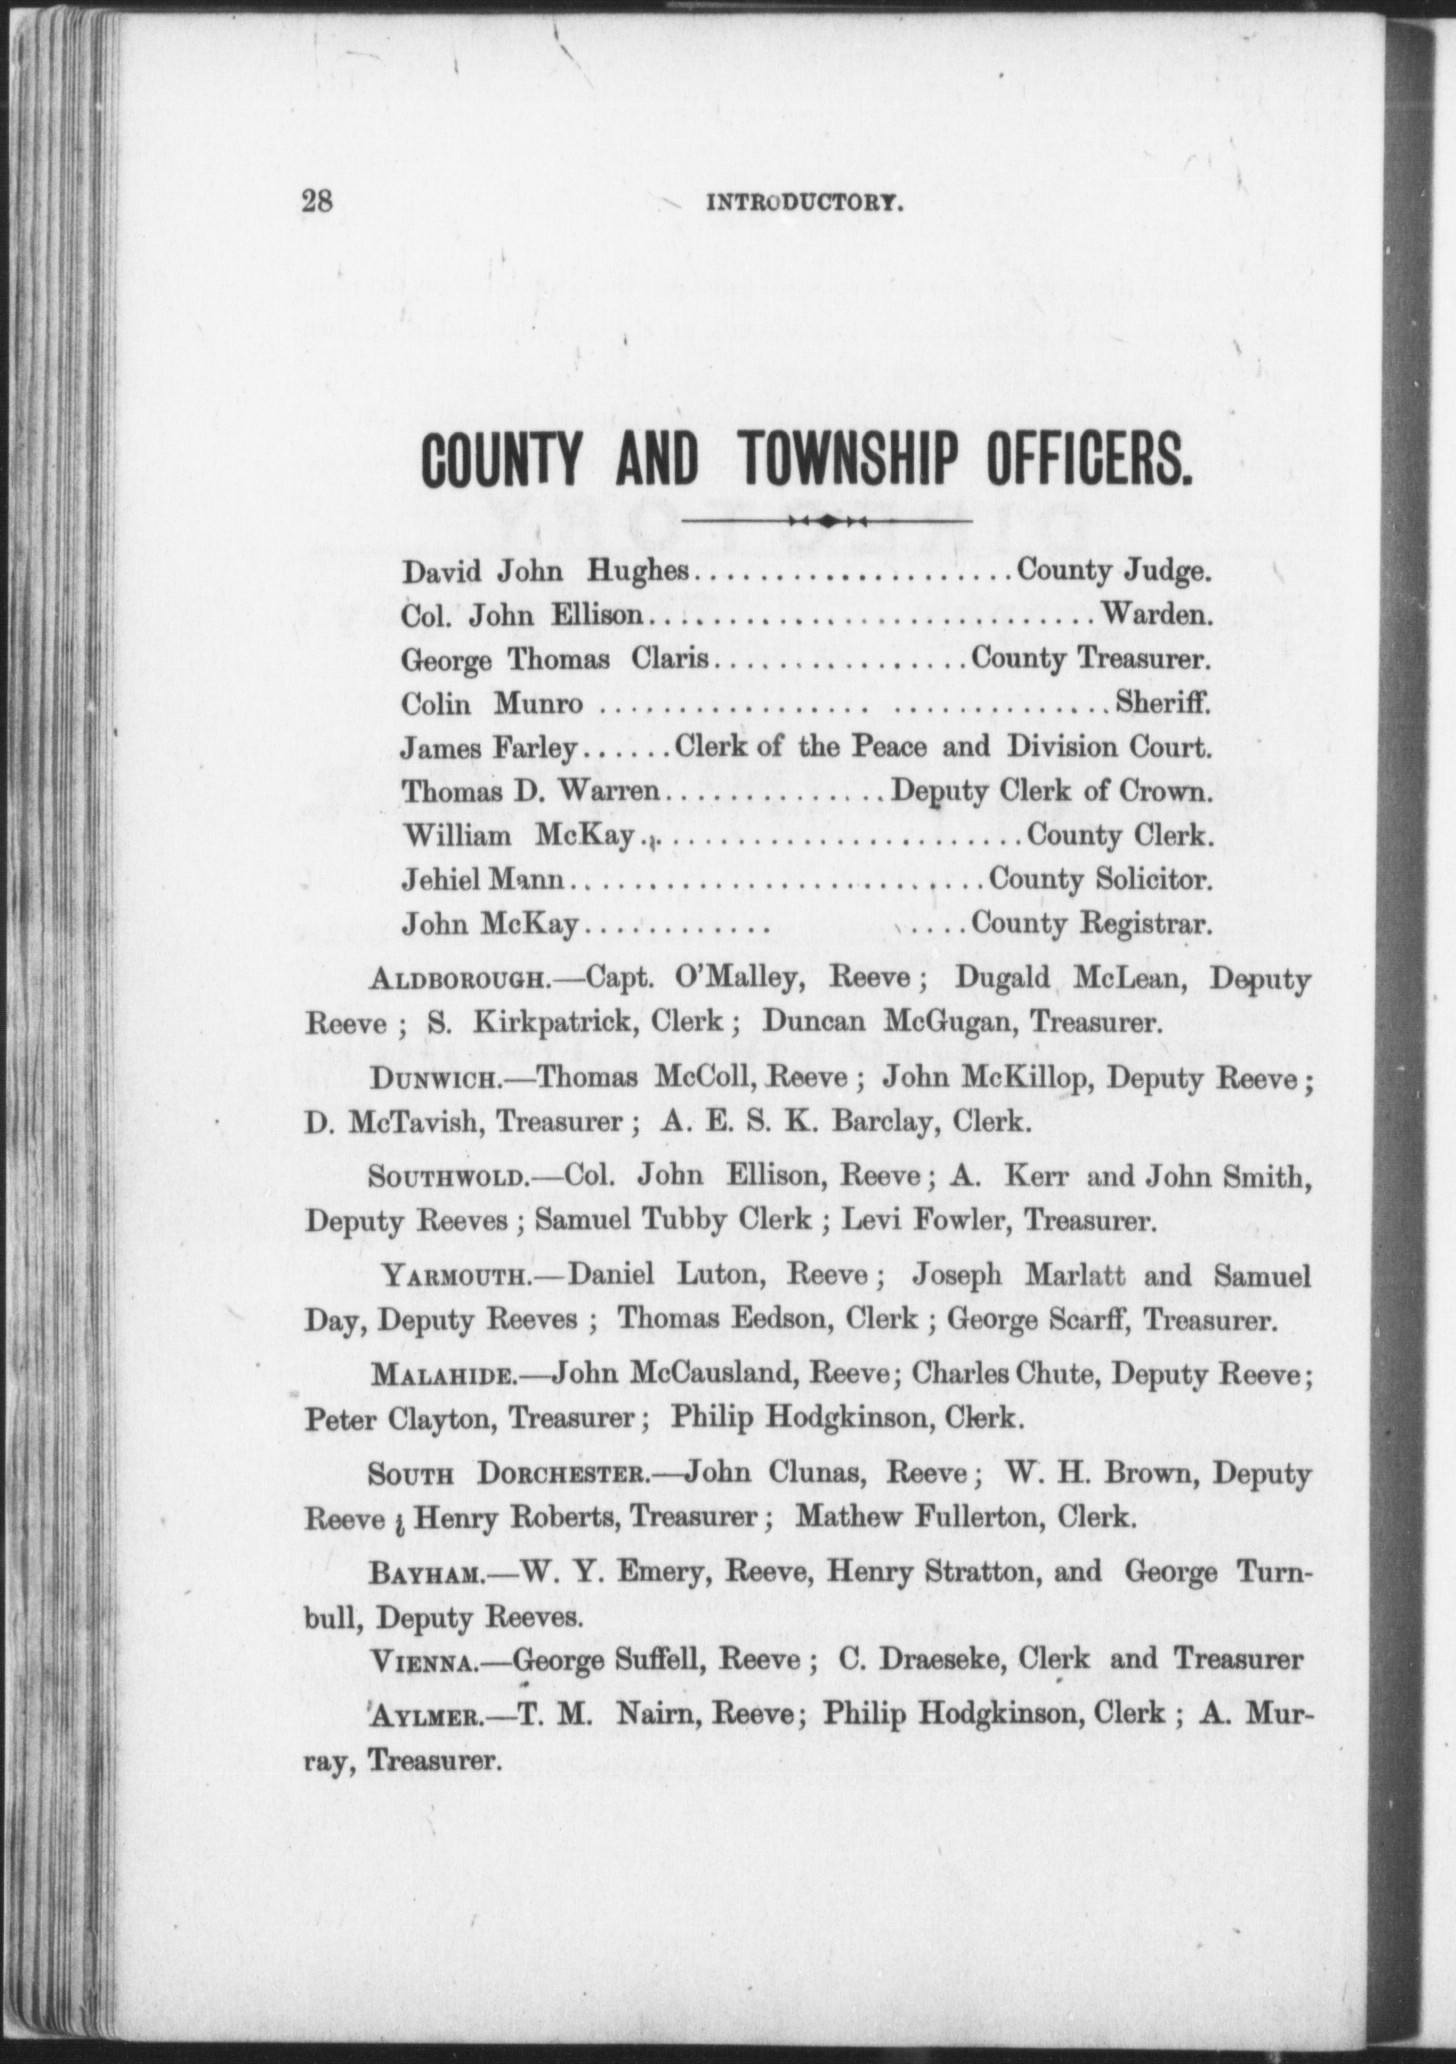 28 INTRODUCTORY.
COUNTY AND TOWNSHIP OFFICERS.
David John Hughes....................County Judge.
Col. John Ellison............................Warden.
George Thomas Claris................County Treasurer.
Colin Munro ................. ..............Sheriff.
James Farley......Clerk of the Peace and Division Court.
Thomas D. Warren..............Deputy Clerk of Crown.
William McKay........................County Clerk.
Jehiel Mann..........................County Solicitor.
John McKay............ .....County Registrar.
ALDBOROUGH.—Capt. O'Malley, Reeve ; Dugald McLean, Deputy
Reeve ; S. Kirkpatrick, Clerk ; Duncan McGugan, Treasurer.
DUNWICH.—Thomas McColl, Reeve ; John McKillop, Deputy Reeve ;
D. McTavish, Treasurer ; A. E. S. K. Barclay, Clerk.
SOUTHWOLD.—Col. John Ellison, Reeve ; A. Kerr and John Smith,
Deputy Reeves ; Samuel Tubby Clerk ; Levi Fowler, Treasurer.
YARMOUTH.—Daniel Luton, Reeve ; Joseph Marlatt and Samuel
Day, Deputy Reeves ; Thomas Eedson, Clerk ; George Scarff, Treasurer.
MALAHIDE.—John McCausland, Reeve; Charles Chute, Deputy Reeve;
Peter Clayton, Treasurer ; Philip Hodgkinson, Clerk.
SOUTH DORCHESTER.—John Clunas, Reeve ; W. H. Brown, Deputy
Reeve ; Henry Roberts, Treasurer ; Mathew Fullerton, Clerk.
BAYHAM.—W. Y. Emery, Reeve, Henry Stratton, and George Turn-
bull, Deputy Reeves.
VIENNA.—George Suffell, Reeve ; C. Draeseke, Clerk and Treasurer
AYLMER.—T. M. Nairn, Reeve; Philip Hodgkinson, Clerk ; A. Mur-
ray, Treasurer.